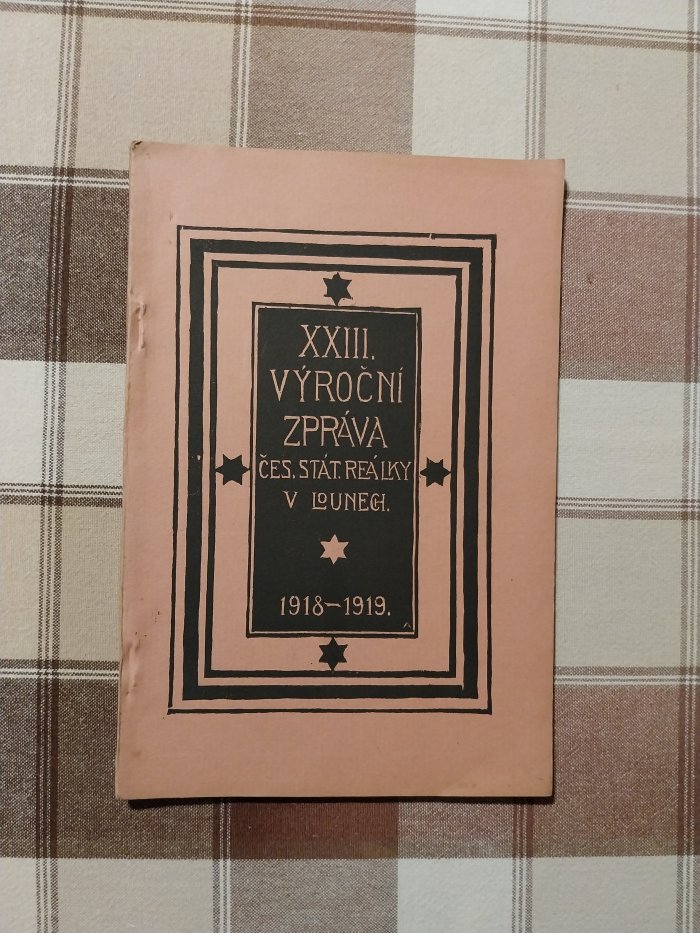 XXIII.
VÝROČNÍ
ZPRÁVA
ČES. STÁT. REÁLKY
V LOUNECH.
1918–1919.